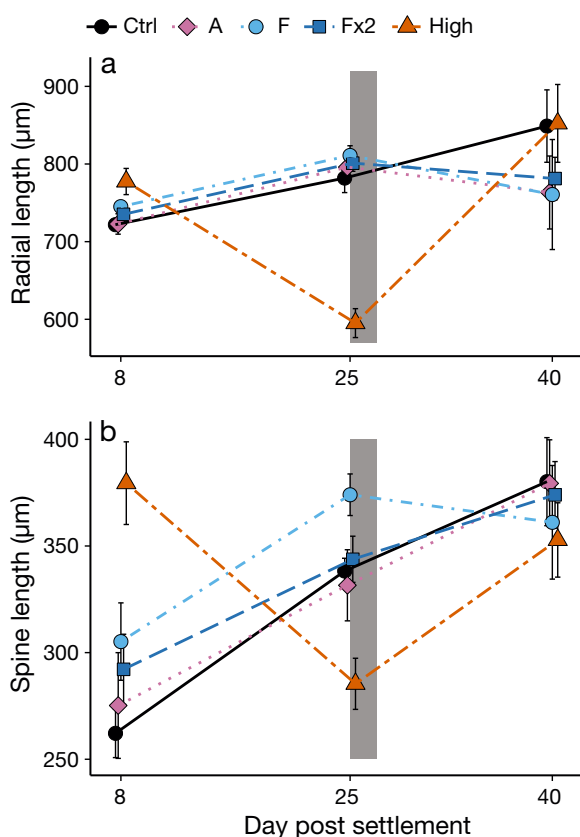 Ctrl A F Fx2 High
a
900
800
700
600
Radial length (µm)
8 25 40
b
400
350
300
250
Spine length (µm)
8 25 40
Day post settlement